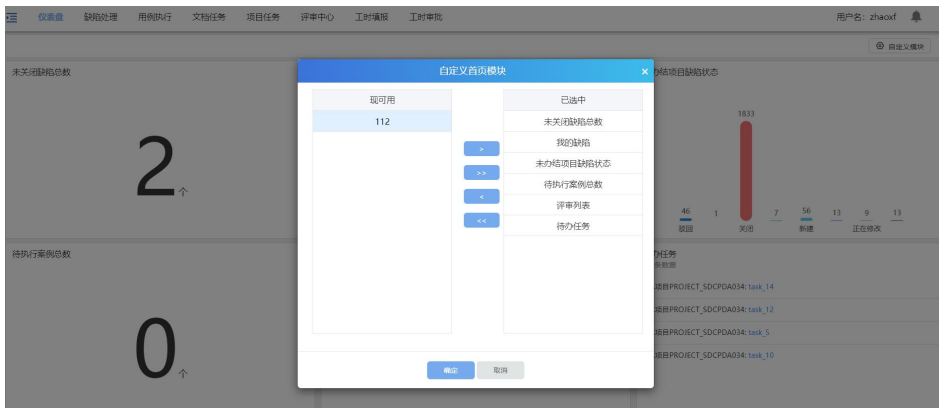 仪表盘 缺陷处理 用例执行 文档任务 项目任务 评审中心 工时填报 工时审批 用户名: zhaoxf
自定义模块
未关闭缺陷总数
2个
待执行案例总数
0个
自定义首页模块 ×
现可用
112
>
>>
<
<<
已选中
未关闭缺陷总数
我的缺陷
未办结项目缺陷状态
待执行案例总数
评审列表
待办任务
确定 取消
办结项目缺陷状态
1833
46 1 7 56 13 9 13
驳回 关闭 新建 正在修改
办任务
项目PROJECT_SDCPDA034: task_14
项目PROJECT_SDCPDA034: task_12
项目PROJECT_SDCPDA034: task_5
项目PROJECT_SDCPDA034: task_10